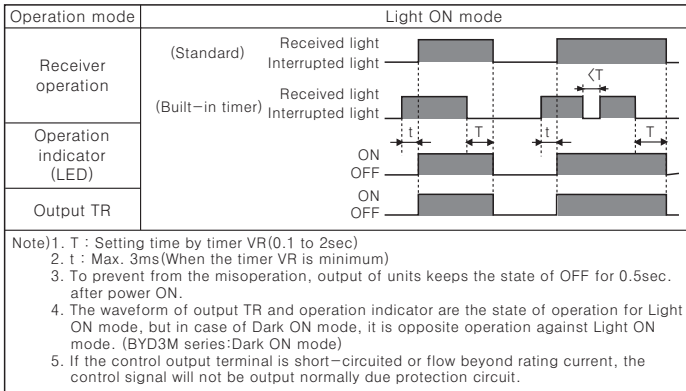 Operation mode
Light ON mode
Receiver
operation
(Standard)
Received light
Interrupted light
<T
(Built-in timer)
Received light
Interrupted light
t
T
t
T
Operation
indicator
(LED)
ON
OFF
Output TR
ON
OFF
Note)1. T : Setting time by timer VR(0.1 to 2sec)
2. t : Max. 3ms(When the timer VR is minimum)
3. To prevent from the misoperation, output of units keeps the state of OFF for 0.5sec.
after power ON.
4. The waveform of output TR and operation indicator are the state of operation for Light
ON mode, but in case of Dark ON mode, it is opposite operation against Light ON
mode. (BYD3M series:Dark ON mode)
5. If the control output terminal is short-circuited or flow beyond rating current, the
control signal will not be output normally due protection circuit.